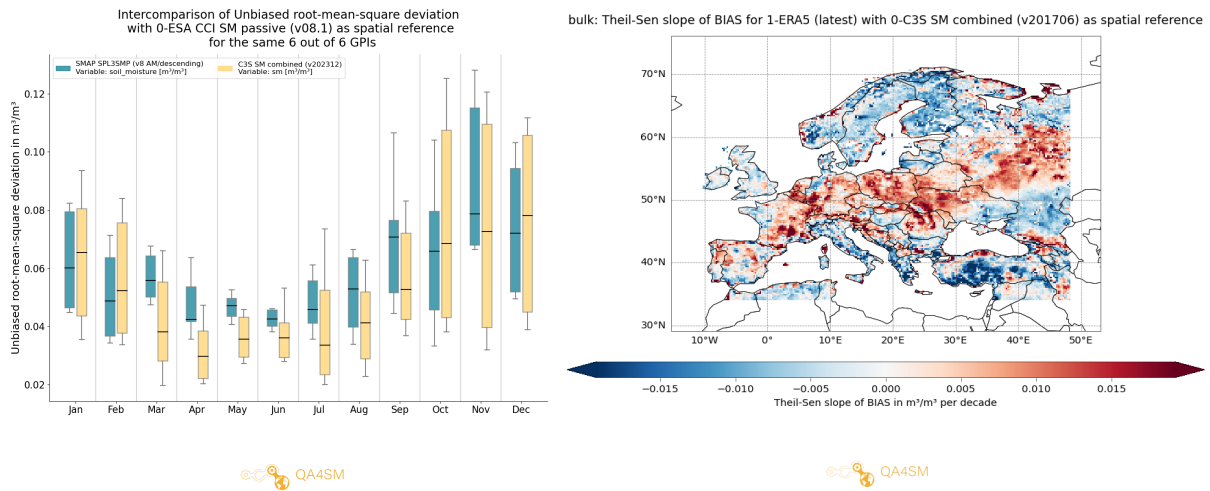 Intercomparison of Unbiased root-mean-square deviation
with 0-ESA CCI SM passive (v08.1) as spatial reference
for the same 6 out of 6 GPIs
SMAP SPL3SMP (v8 AM/descending)
Variable: soil_moisture [m³/m³]
C3S SM combined (v202312)
Variable: sm [m³/m³]
Unbiased root-mean-square deviation in m³/m³
0.12
0.10
0.08
0.06
0.04
0.02
Jan Feb Mar Apr May Jun Jul Aug Sep Oct Nov Dec
QA4SM
bulk: Theil-Sen slope of BIAS for 1-ERA5 (latest) with 0-C3S SM combined (v201706) as spatial reference
70°N
60°N
50°N
40°N
30°N
10°W 0° 10°E 20°E 30°E 40°E 50°E
−0.015 −0.010 −0.005 0.000 0.005 0.010 0.015
Theil-Sen slope of BIAS in m³/m³ per decade
QA4SM